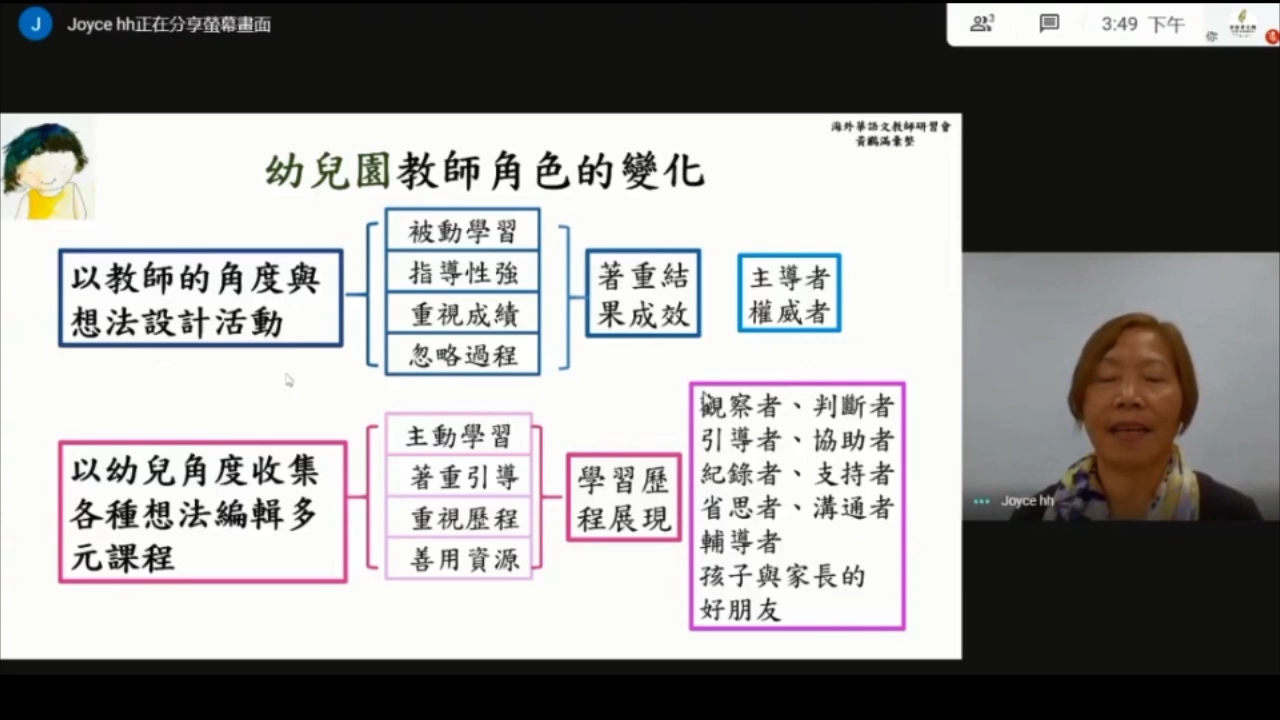 J
Joyce hh正在分享螢幕畫面
3
3:49 下午
你
海外華語文教師研習會
黃鸝滿彙整
幼兒園教師角色的變化
以教師的角度與
想法設計活動
被動學習
指導性強
重視成績
忽略過程
著重結
果成效
主導者
權威者
以幼兒角度收集
各種想法編輯多
元課程
主動學習
著重引導
重視歷程
善用資源
學習歷
程展現
觀察者、判斷者
引導者、協助者
紀錄者、支持者
省思者、溝通者
輔導者
孩子與家長的
好朋友
Joyce hh